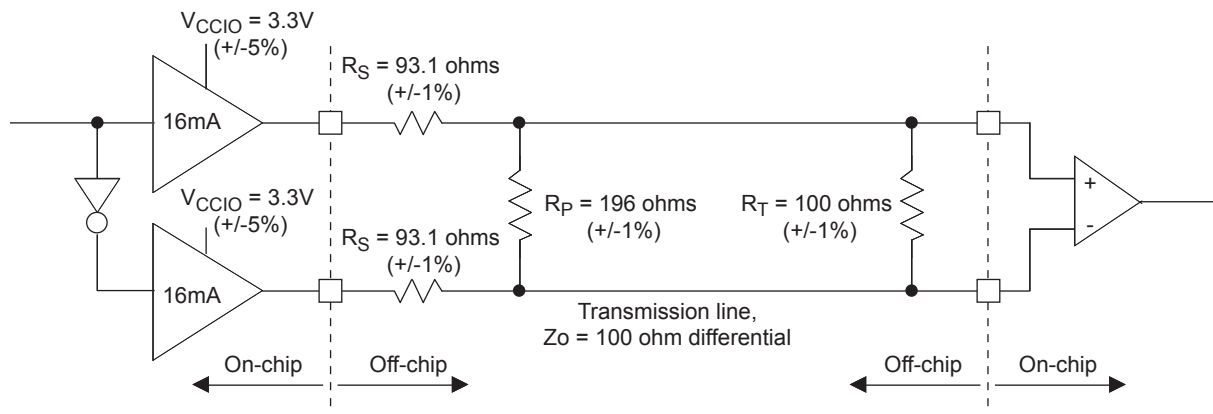 V_CCIO = 3.3V
(+/-5%)
16mA
R_S = 93.1 ohms
(+/-1%)
R_P = 196 ohms
(+/-1%)
R_T = 100 ohms
(+/-1%)
+
-
V_CCIO = 3.3V
(+/-5%)
16mA
R_S = 93.1 ohms
(+/-1%)
Transmission line,
Zo = 100 ohm differential
On-chip
Off-chip
Off-chip
On-chip